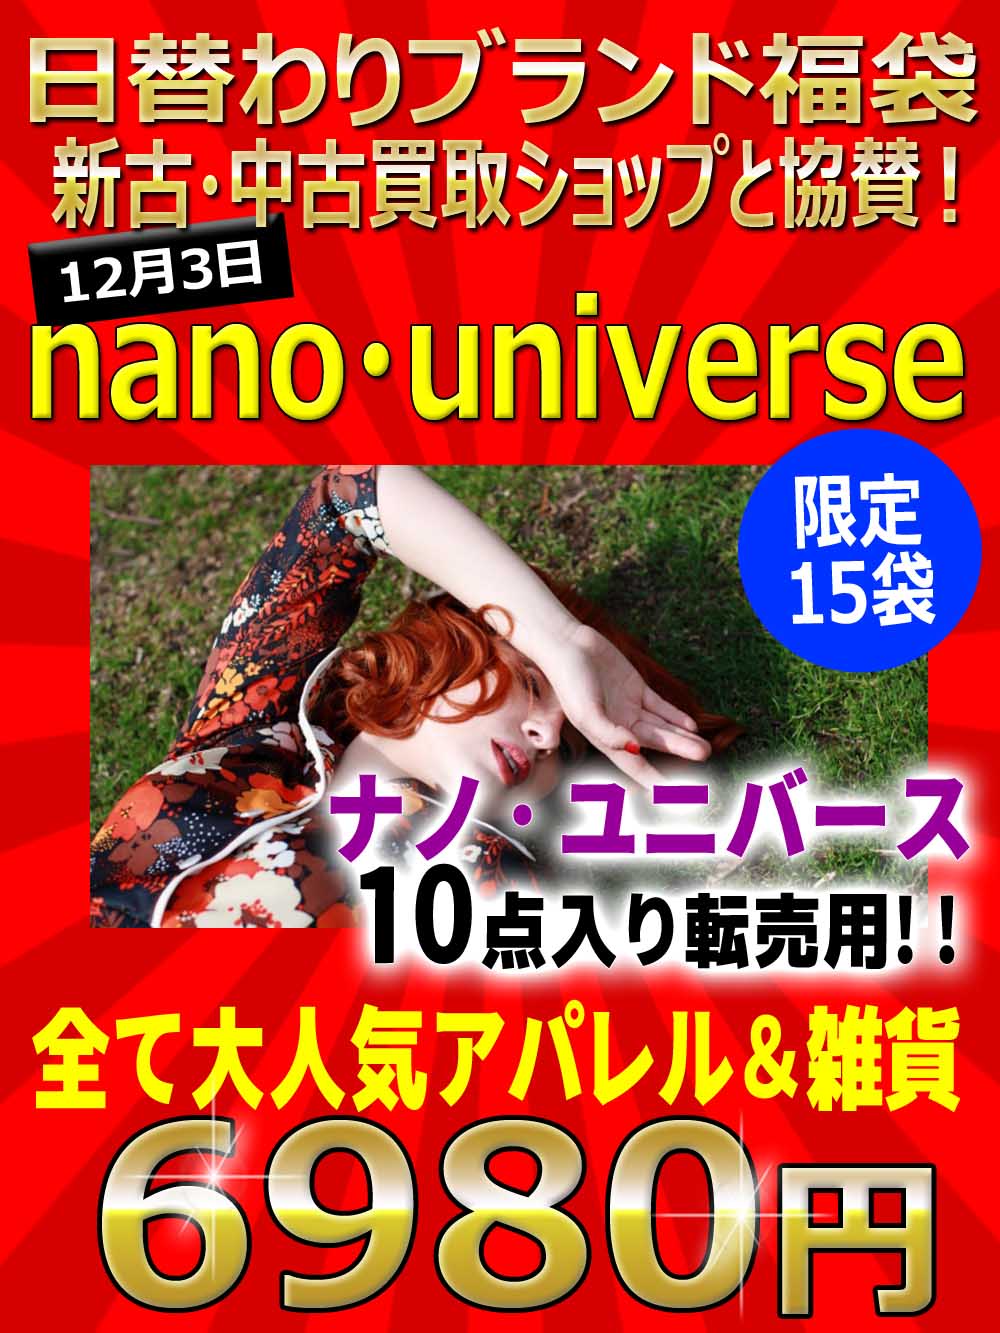 日替わりブランド福袋
新古・中古買取ショップと協賛！
12月3日
nano・universe
限定
15袋
ナノ・ユニバース
10点入り転売用!!
全て大人気アパレル＆雑貨
6980円